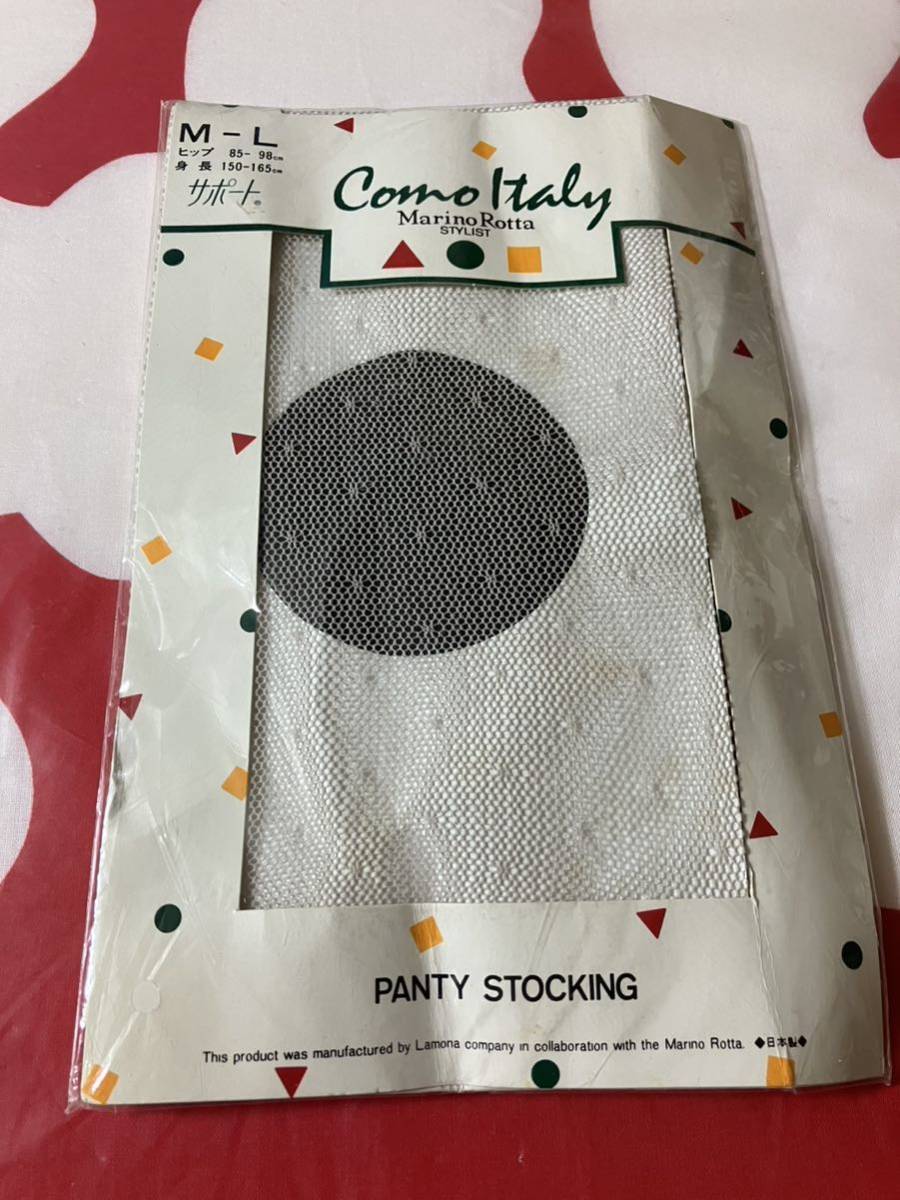 M – L
ヒップ 85- 98cm
身長 150-165cm
サポート®
Como Italy
Marino Rotta
STYLIST
PANTY STOCKING
This product was manufactured by Lamona company in collaboration with the Marino Rotta. ◆日本製◆